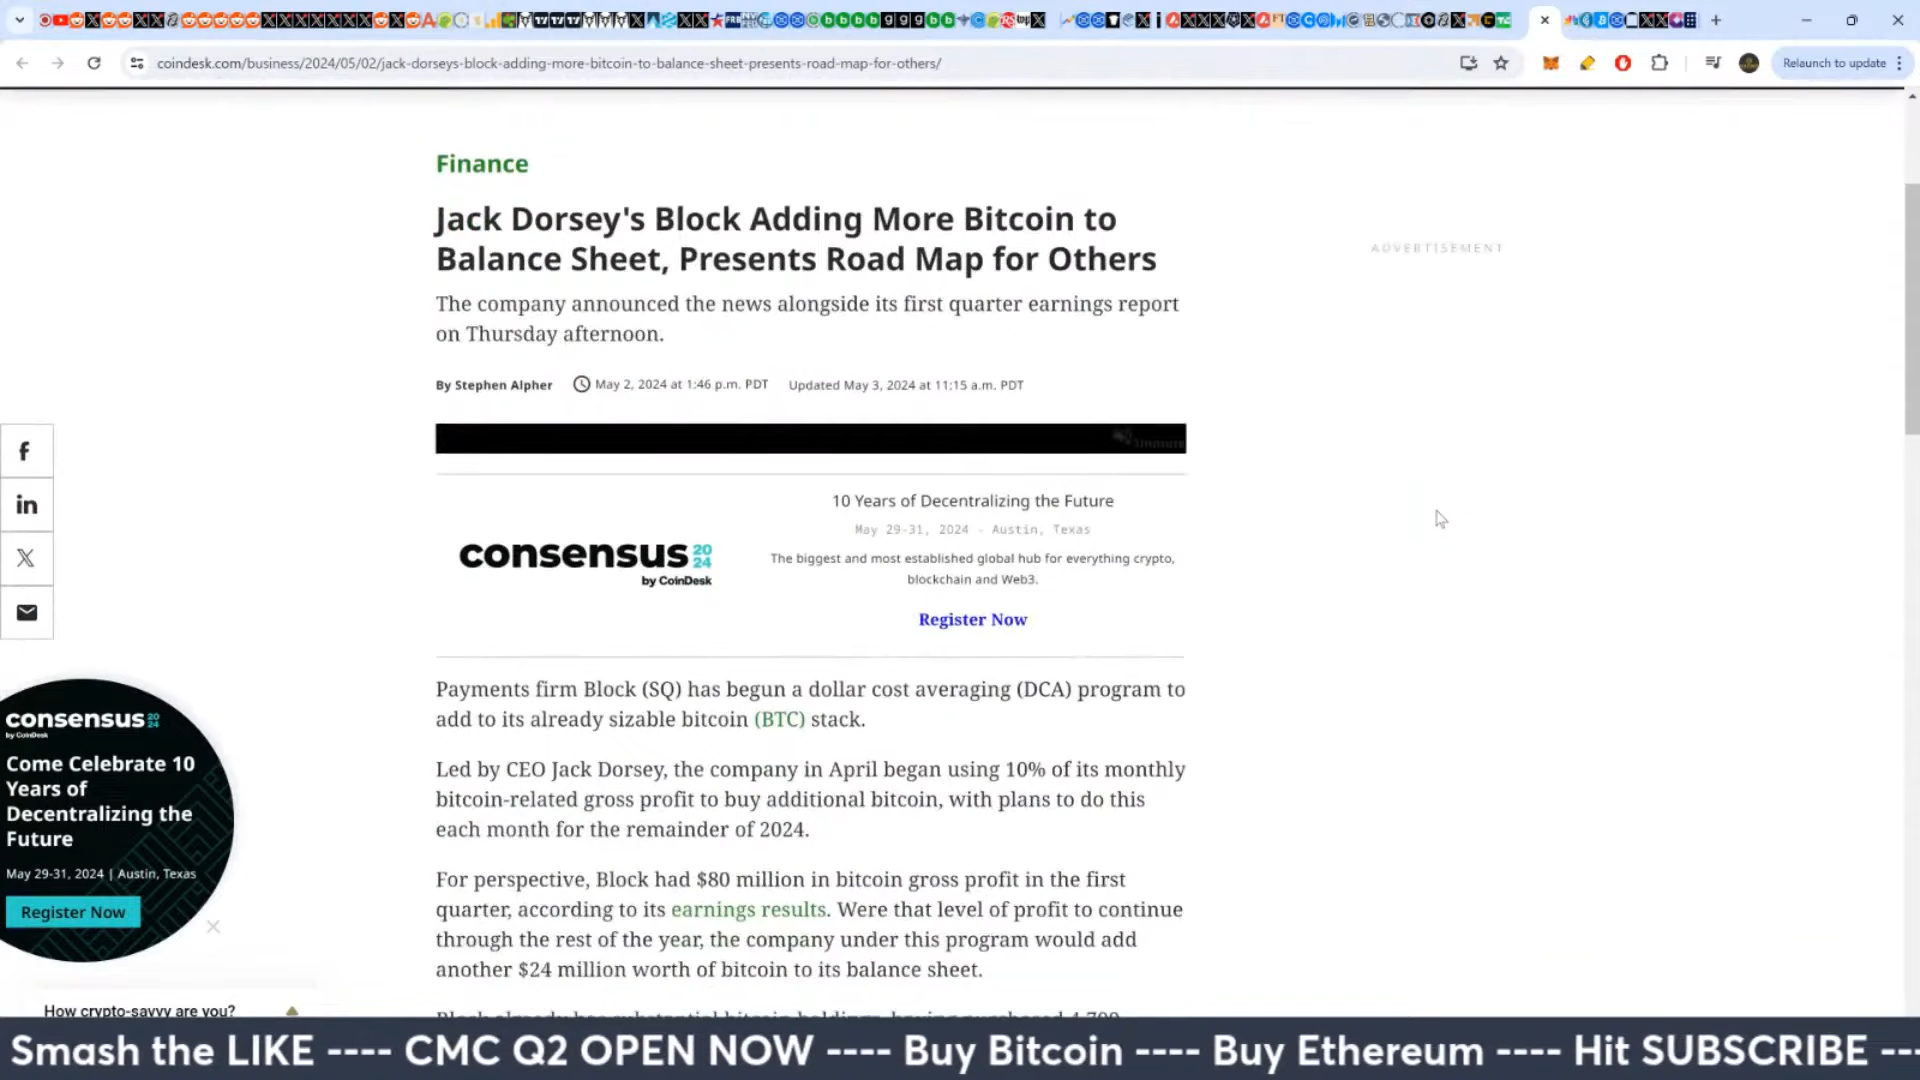 coindesk.com/business/2024/05/02/jack-dorseys-block-adding-more-bitcoin-to-balance-sheet-presents-road-map-for-others/
Relaunch to update
Finance
Jack Dorsey's Block Adding More Bitcoin to
Balance Sheet, Presents Road Map for Others
ADVERTISEMENT
The company announced the news alongside its first quarter earnings report
on Thursday afternoon.
By Stephen Alpher May 2, 2024 at 1:46 p.m. PDT Updated May 3, 2024 at 11:15 a.m. PDT
10 Years of Decentralizing the Future
May 29-31, 2024 - Austin, Texas
consensus 2024
by CoinDesk
The biggest and most established global hub for everything crypto,
blockchain and Web3.
Register Now
Payments firm Block (SQ) has begun a dollar cost averaging (DCA) program to
add to its already sizable bitcoin (BTC) stack.
Led by CEO Jack Dorsey, the company in April began using 10% of its monthly
bitcoin-related gross profit to buy additional bitcoin, with plans to do this
each month for the remainder of 2024.
For perspective, Block had $80 million in bitcoin gross profit in the first
quarter, according to its earnings results. Were that level of profit to continue
through the rest of the year, the company under this program would add
another $24 million worth of bitcoin to its balance sheet.
consensus 2024
by CoinDesk
Come Celebrate 10
Years of
Decentralizing the
Future
May 29-31, 2024 | Austin, Texas
Register Now
How crypto-savvy are you?
Smash the LIKE ---- CMC Q2 OPEN NOW ---- Buy Bitcoin ---- Buy Ethereum ---- Hit SUBSCRIBE ---